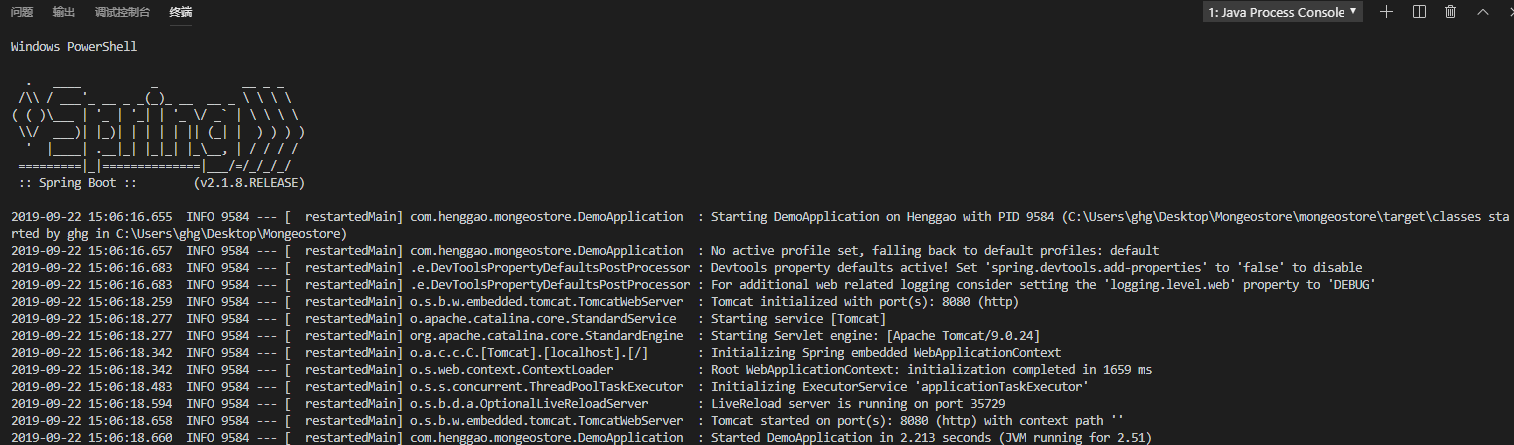 问题 输出 调试控制台 终端 1: Java Process Console
Windows PowerShell
  .   ____          _            __ _ _
 /\\ / ___'_ __ _ _(_)_ __  __ _ \ \ \ \
( ( )\___ | '_ | '_| | '_ \/ _` | \ \ \ \
 \\/  ___)| |_)| | | | | || (_| |  ) ) ) )
  '  |____| .__|_| |_|_| |_\__, | / / / /
 =========|_|==============|___/=/_/_/_/
 :: Spring Boot ::        (v2.1.8.RELEASE)
2019-09-22 15:06:16.655  INFO 9584 --- [  restartedMain] com.henggao.mongeostore.DemoApplication  : Starting DemoApplication on Henggao with PID 9584 (C:\Users\ghg\Desktop\Mongeostore\mongeostore\target\classes sta
rted by ghg in C:\Users\ghg\Desktop\Mongeostore)
2019-09-22 15:06:16.657  INFO 9584 --- [  restartedMain] com.henggao.mongeostore.DemoApplication  : No active profile set, falling back to default profiles: default
2019-09-22 15:06:16.683  INFO 9584 --- [  restartedMain] .e.DevToolsPropertyDefaultsPostProcessor : Devtools property defaults active! Set 'spring.devtools.add-properties' to 'false' to disable
2019-09-22 15:06:16.683  INFO 9584 --- [  restartedMain] .e.DevToolsPropertyDefaultsPostProcessor : For additional web related logging consider setting the 'logging.level.web' property to 'DEBUG'
2019-09-22 15:06:18.259  INFO 9584 --- [  restartedMain] o.s.b.w.embedded.tomcat.TomcatWebServer  : Tomcat initialized with port(s): 8080 (http)
2019-09-22 15:06:18.277  INFO 9584 --- [  restartedMain] o.apache.catalina.core.StandardService   : Starting service [Tomcat]
2019-09-22 15:06:18.277  INFO 9584 --- [  restartedMain] org.apache.catalina.core.StandardEngine  : Starting Servlet engine: [Apache Tomcat/9.0.24]
2019-09-22 15:06:18.342  INFO 9584 --- [  restartedMain] o.a.c.c.C.[Tomcat].[localhost].[/]       : Initializing Spring embedded WebApplicationContext
2019-09-22 15:06:18.342  INFO 9584 --- [  restartedMain] o.s.web.context.ContextLoader            : Root WebApplicationContext: initialization completed in 1659 ms
2019-09-22 15:06:18.483  INFO 9584 --- [  restartedMain] o.s.s.concurrent.ThreadPoolTaskExecutor  : Initializing ExecutorService 'applicationTaskExecutor'
2019-09-22 15:06:18.594  INFO 9584 --- [  restartedMain] o.s.b.d.a.OptionalLiveReloadServer       : LiveReload server is running on port 35729
2019-09-22 15:06:18.658  INFO 9584 --- [  restartedMain] o.s.b.w.embedded.tomcat.TomcatWebServer  : Tomcat started on port(s): 8080 (http) with context path ''
2019-09-22 15:06:18.660  INFO 9584 --- [  restartedMain] com.henggao.mongeostore.DemoApplication  : Started DemoApplication in 2.213 seconds (JVM running for 2.51)